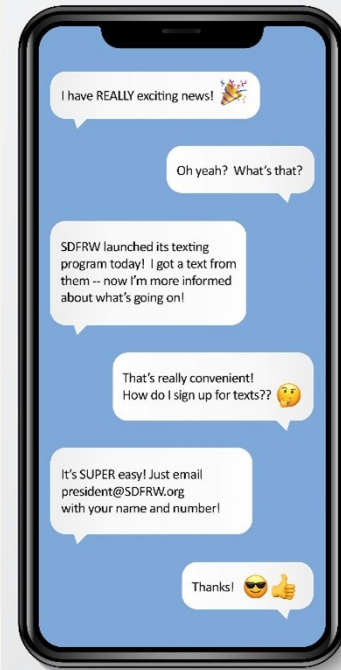 I have REALLY exciting news! 🎉
Oh yeah?  What's that?
SDFRW launched its texting
program today!  I got a text from
them -- now I'm more informed
about what's going on!
That's really convenient!
How do I sign up for texts?? 🤔
It's SUPER easy! Just email
president@SDFRW.org
with your name and number!
Thanks! 😎👍